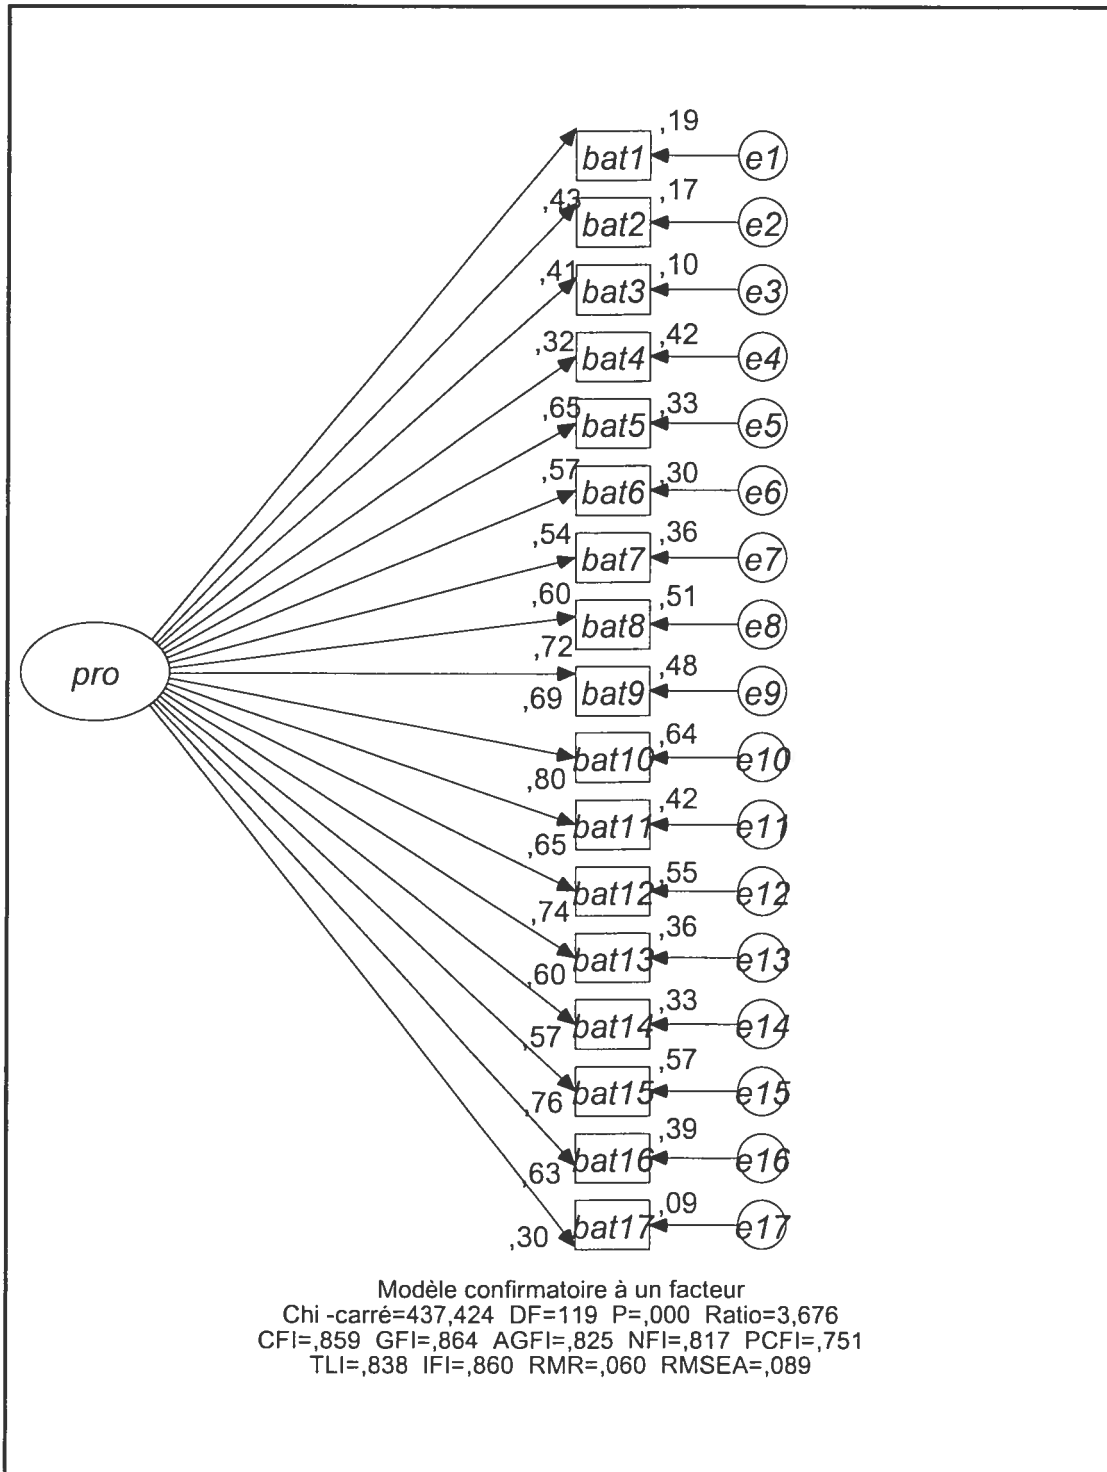 ,19
bat1 e1
,43 ,17
bat2 e2
,41 ,10
bat3 e3
,32 ,42
bat4 e4
,65 ,33
bat5 e5
,57 ,30
bat6 e6
,54 ,36
bat7 e7
,60 ,51
bat8 e8
,72 ,48
pro
,69 bat9 e9
,64
bat10 e10
,80 ,42
bat11 e11
,65 ,55
bat12 e12
,74 ,36
bat13 e13
,60 ,33
bat14 e14
,57 ,57
bat15 e15
,76 ,39
bat16 e16
,63 ,09
bat17 e17
,30
Modèle confirmatoire à un facteur
Chi -carré=437,424 DF=119 P=,000 Ratio=3,676
CFI=,859 GFI=,864 AGFI=,825 NFI=,817 PCFI=,751
TLI=,838 IFI=,860 RMR=,060 RMSEA=,089